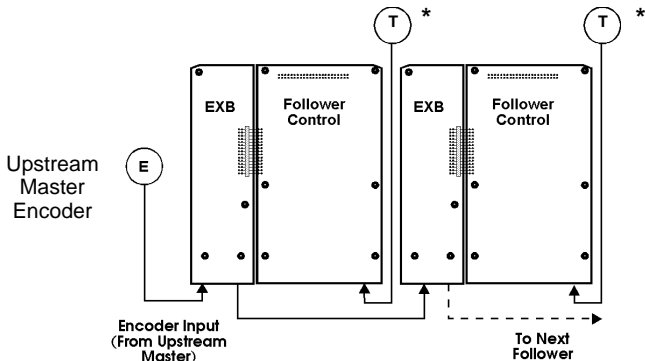 T *
T *
EXB
Follower
Control
EXB
Follower
Control
Upstream
Master
Encoder
E
Encoder Input
(From Upstream
Master)
To Next
Follower